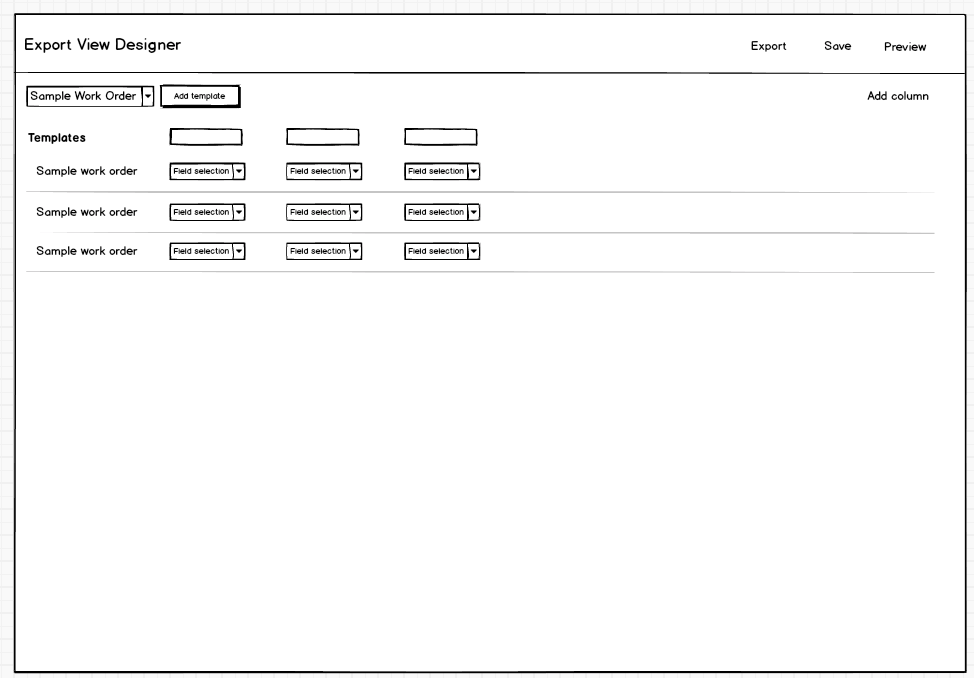 Export View Designer Export Save Preview
Sample Work Order Add template Add column
Templates
Sample work order Field selection Field selection Field selection
Sample work order Field selection Field selection Field selection
Sample work order Field selection Field selection Field selection